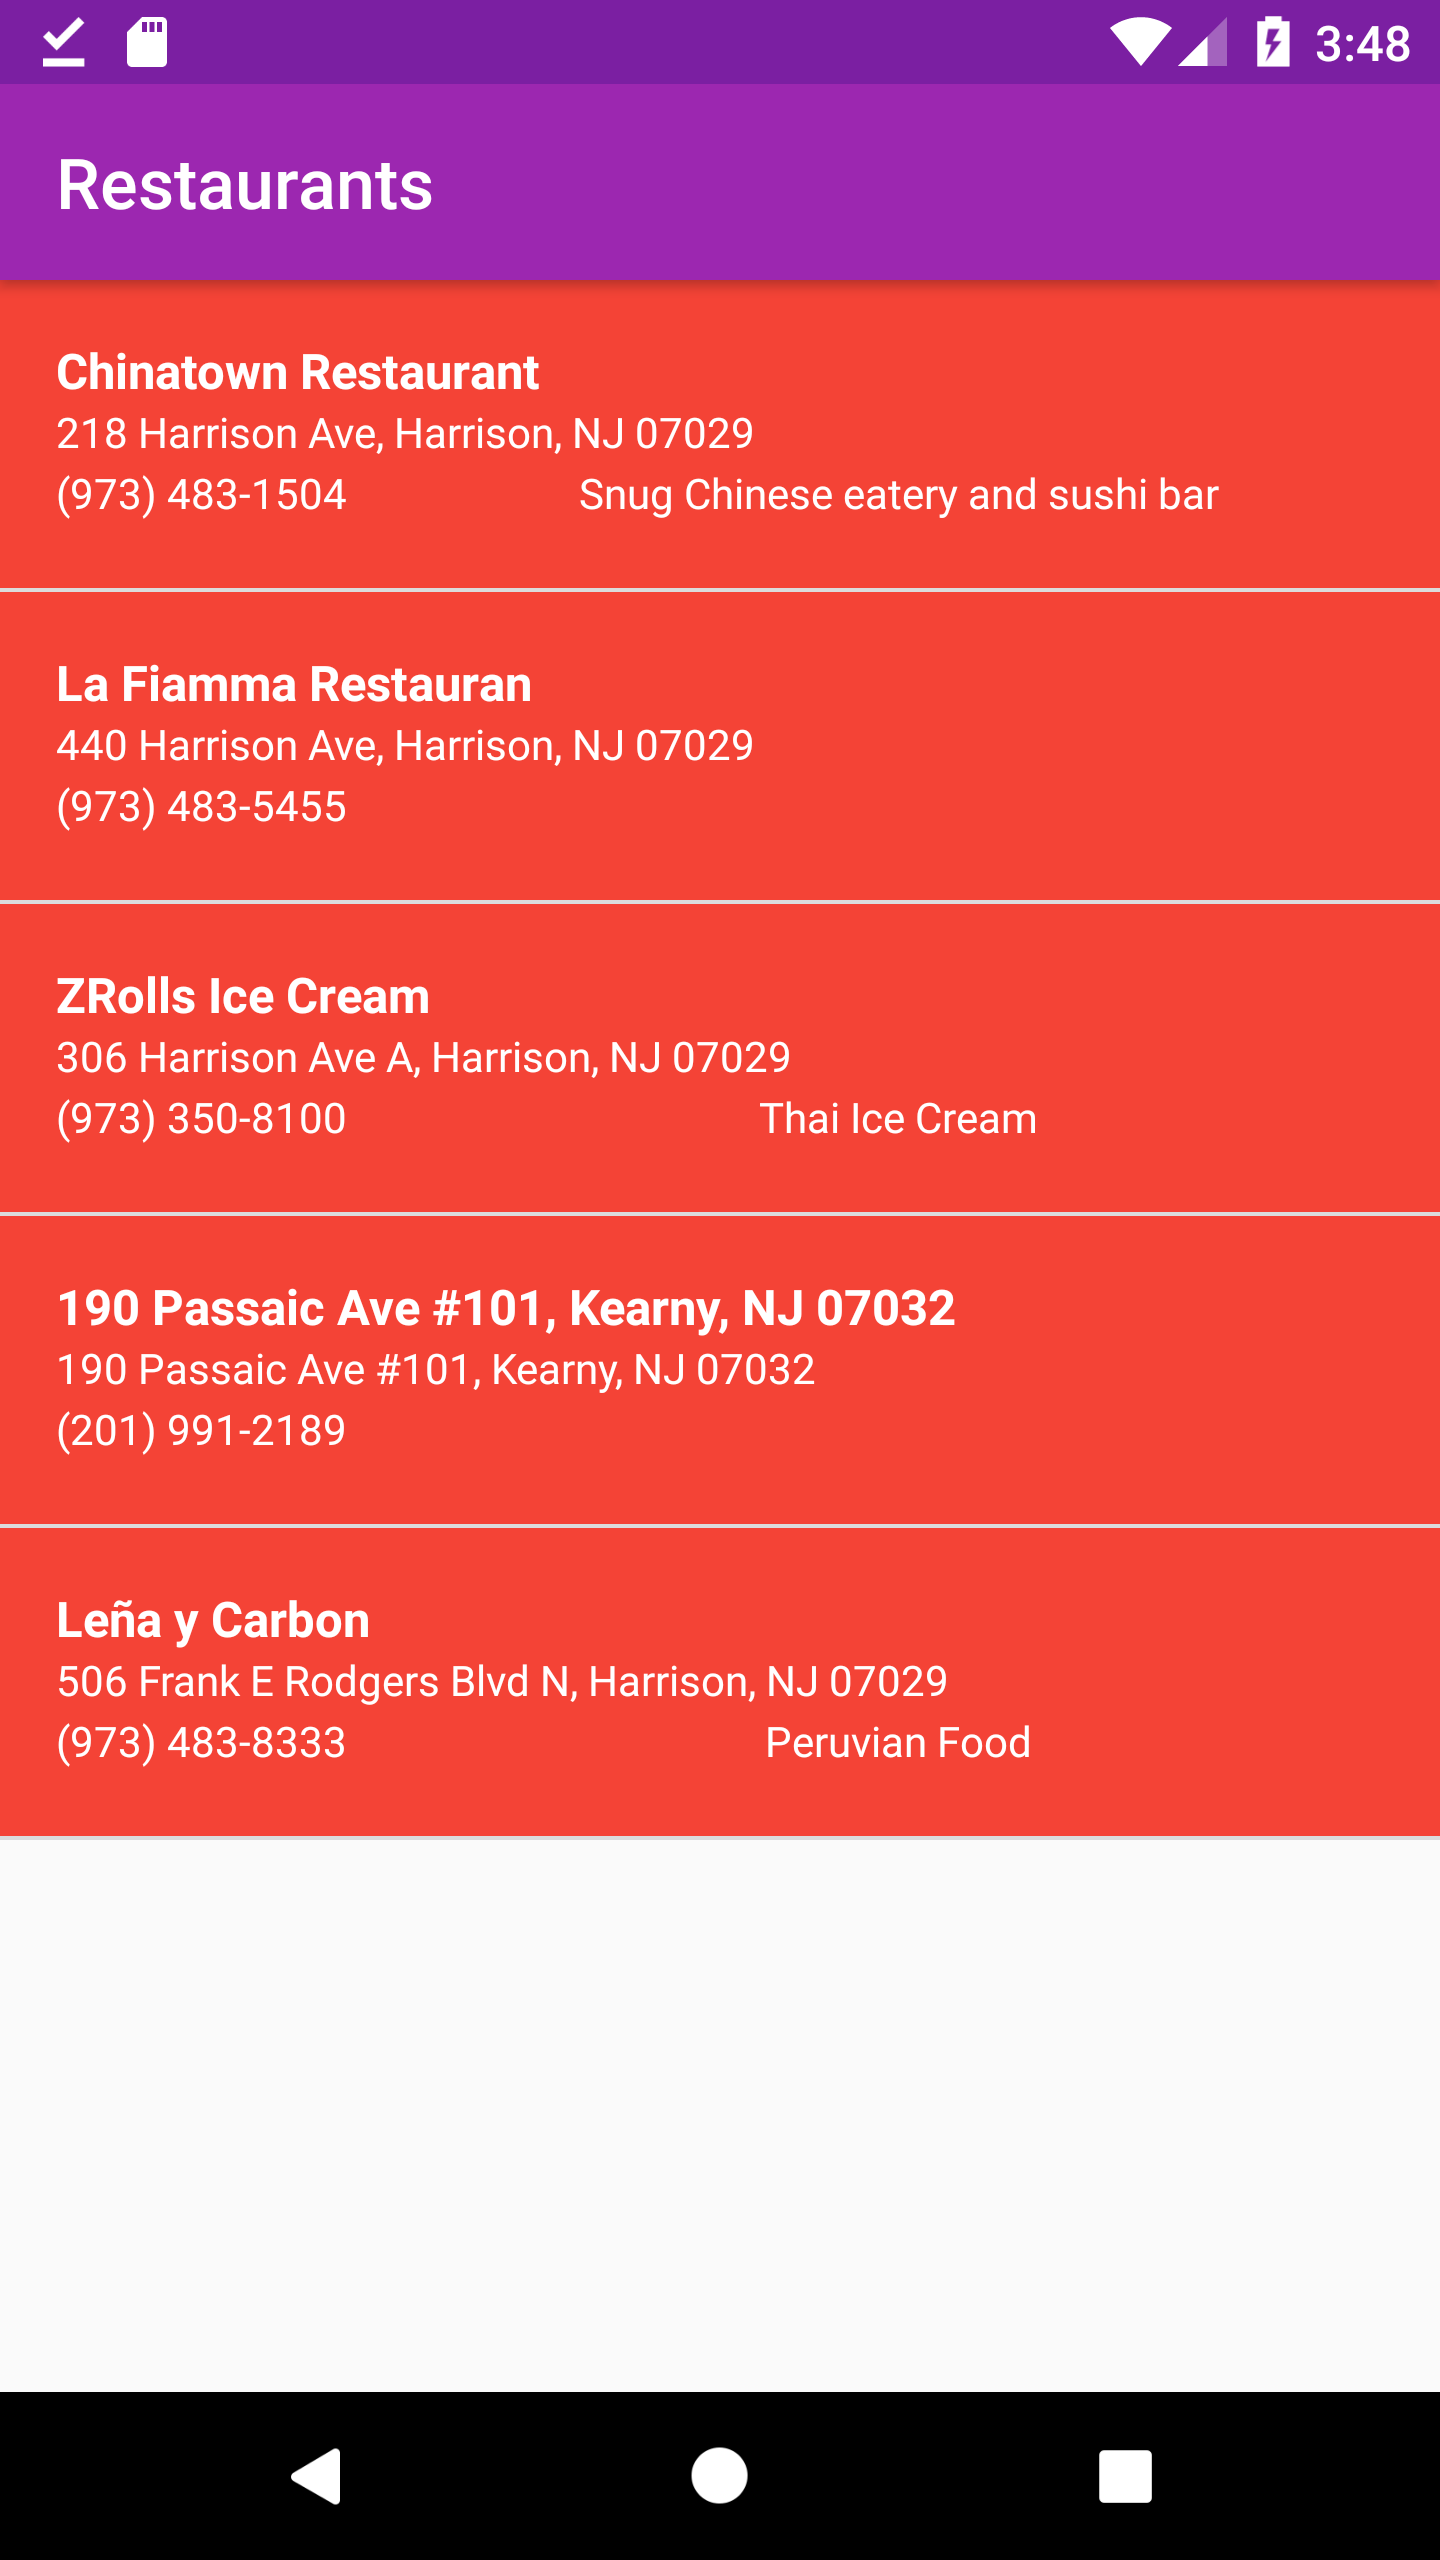 3:48
Restaurants
Chinatown Restaurant
218 Harrison Ave, Harrison, NJ 07029
(973) 483-1504 Snug Chinese eatery and sushi bar
La Fiamma Restauran
440 Harrison Ave, Harrison, NJ 07029
(973) 483-5455
ZRolls Ice Cream
306 Harrison Ave A, Harrison, NJ 07029
(973) 350-8100 Thai Ice Cream
190 Passaic Ave #101, Kearny, NJ 07032
190 Passaic Ave #101, Kearny, NJ 07032
(201) 991-2189
Leña y Carbon
506 Frank E Rodgers Blvd N, Harrison, NJ 07029
(973) 483-8333 Peruvian Food